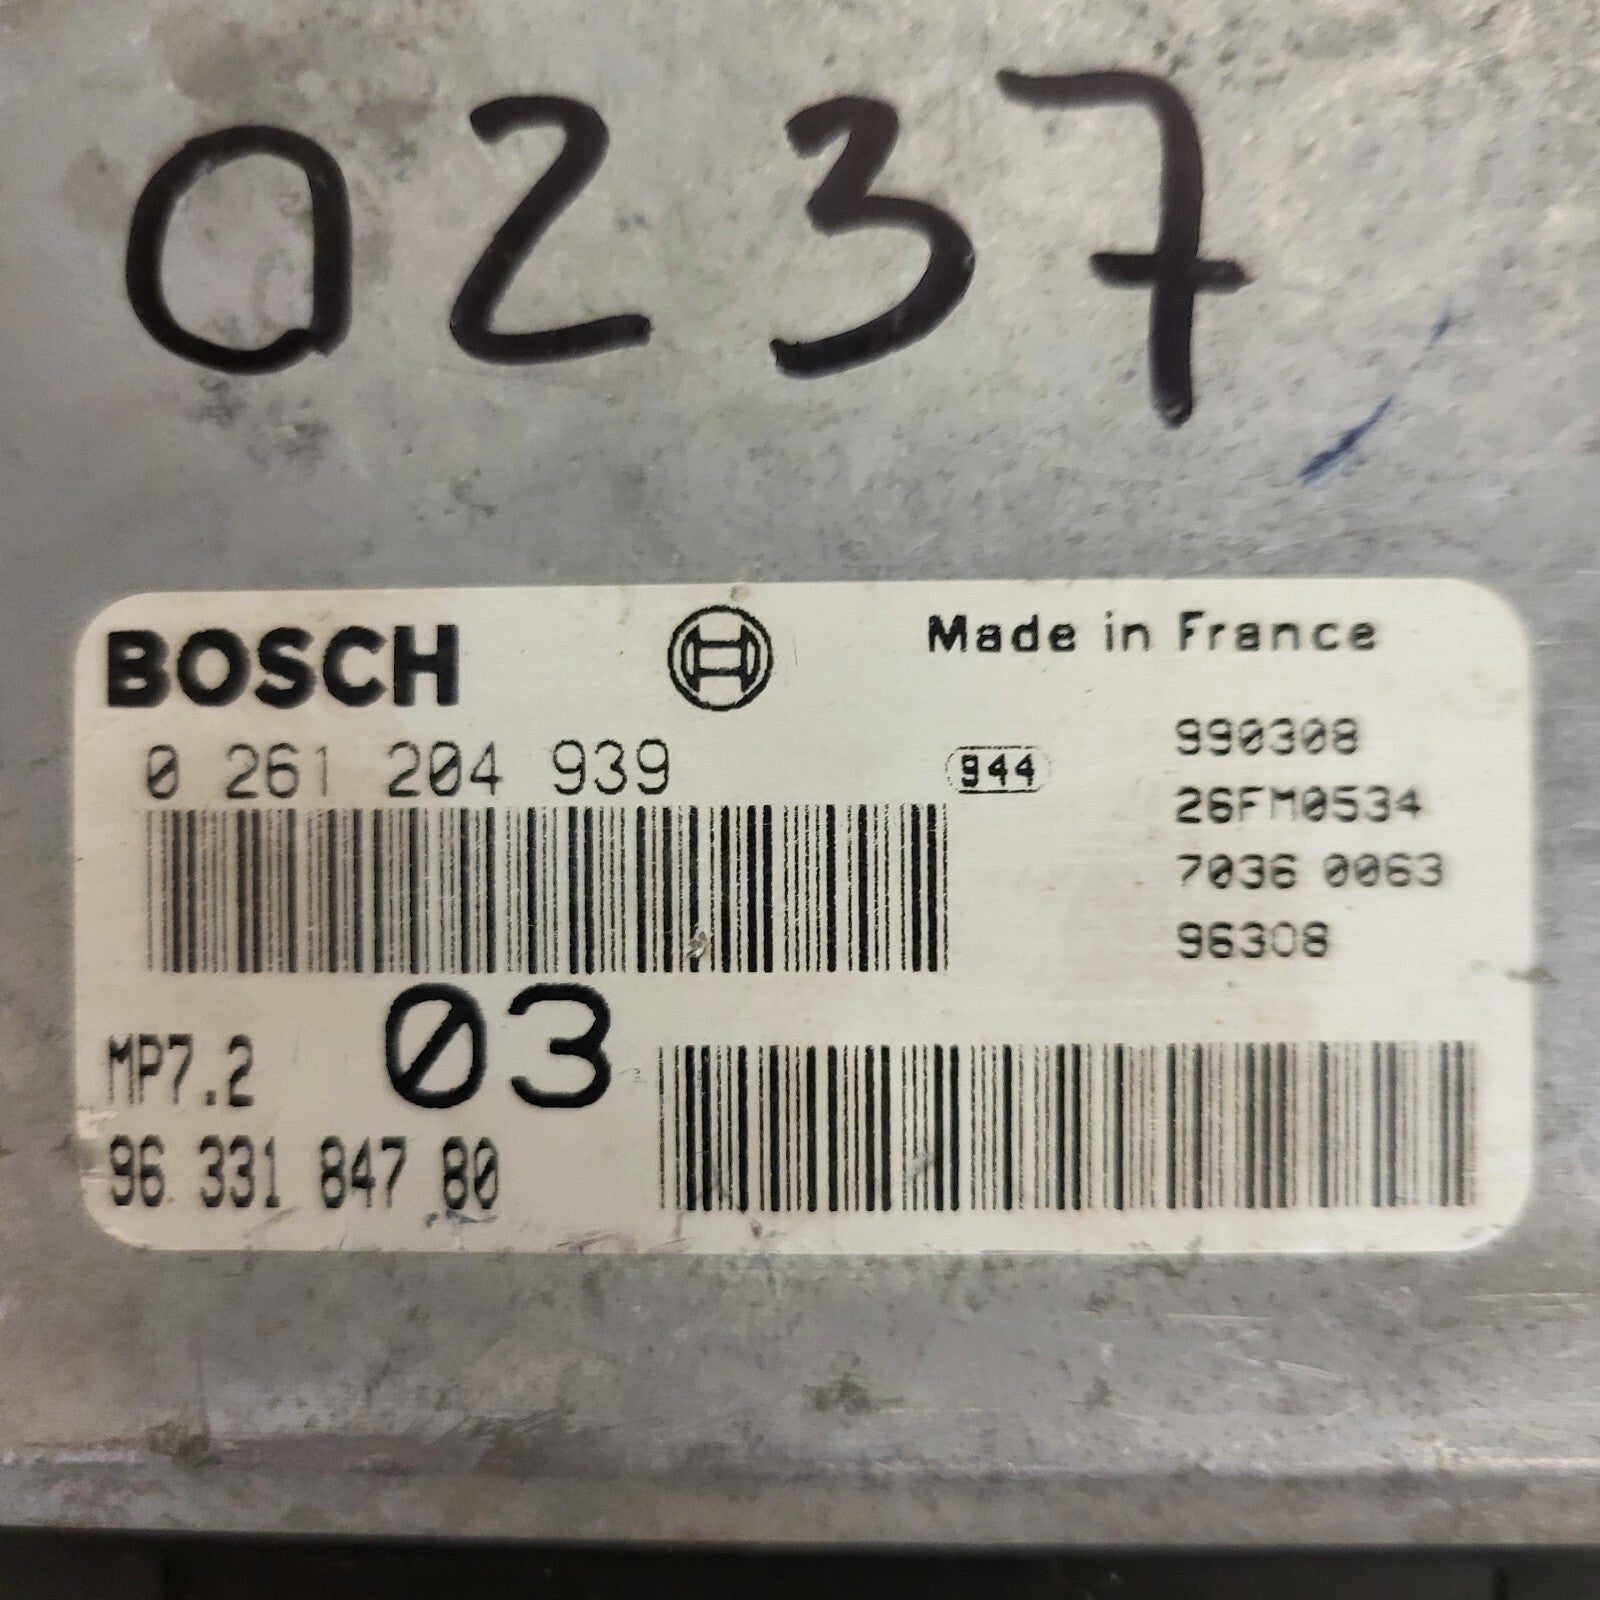 0237
BOSCH
Made in France
0 261 204 939
944
990308
26FM0534
7036 0063
96308
MP7.2
03
96 331 847 80